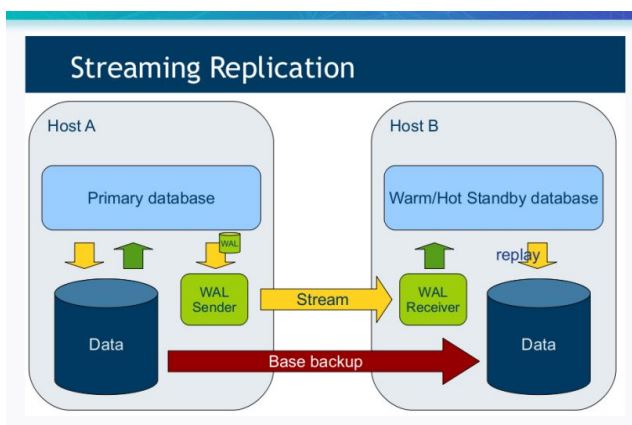 Streaming Replication
Host A
Host B
Primary database
Warm/Hot Standby database
WAL
replay
WAL
Sender
Stream
WAL
Receiver
Data
Base backup
Data